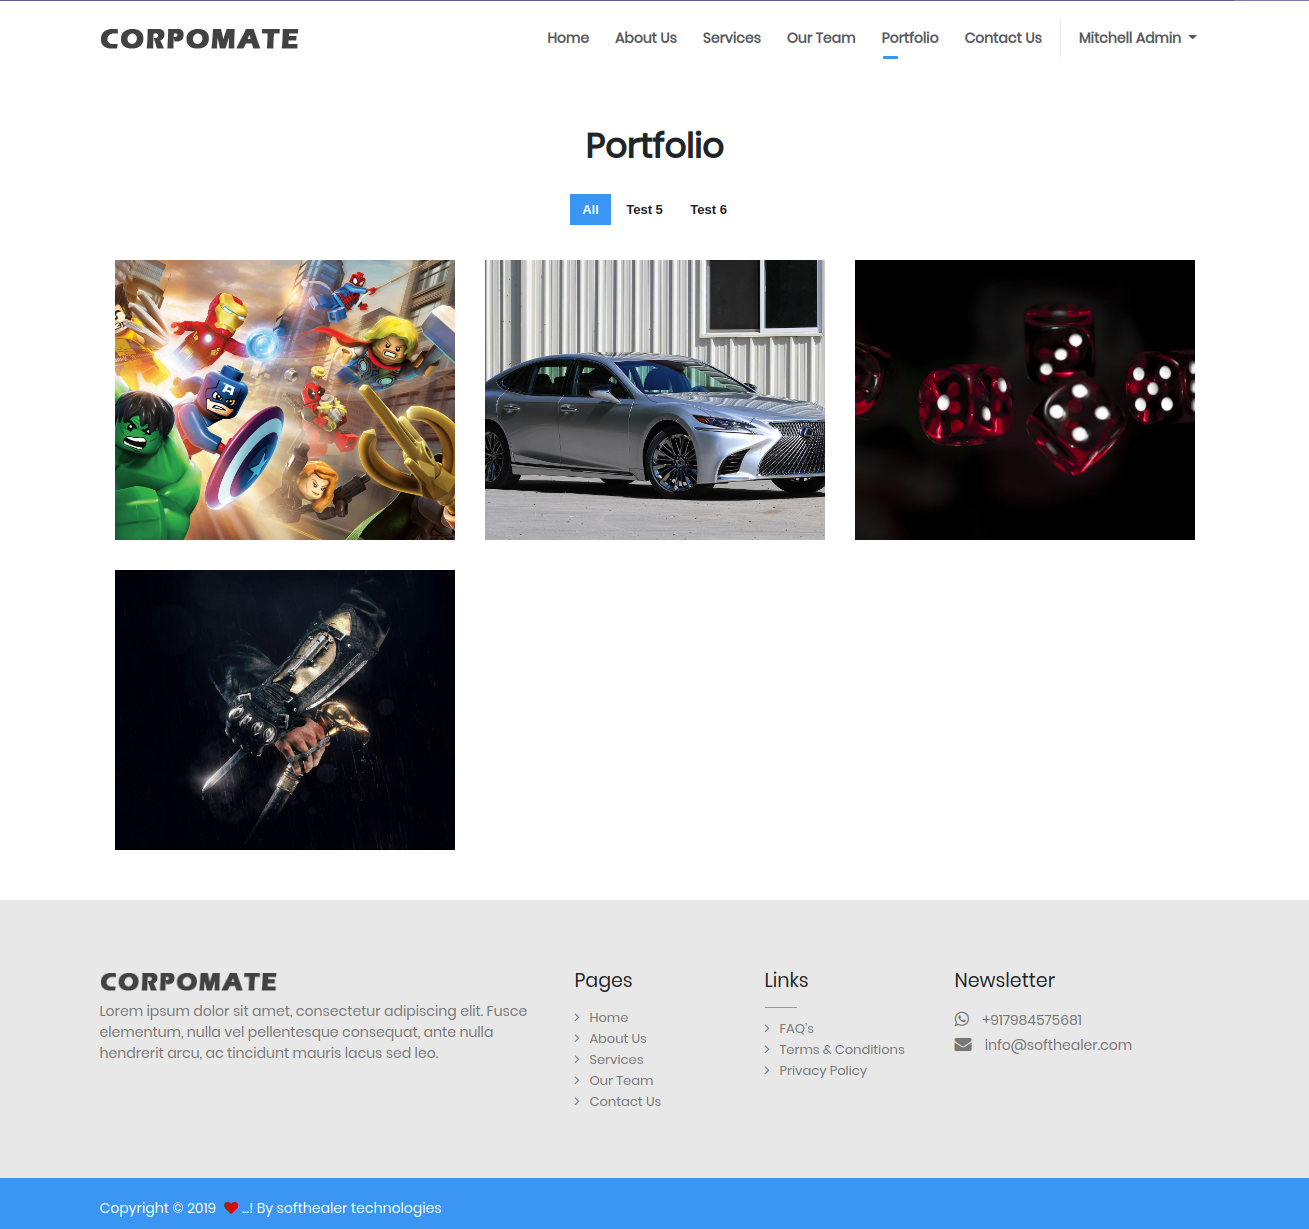 CORPOMATE
Home About Us Services Our Team Portfolio Contact Us Mitchell Admin
Portfolio
All Test 5 Test 6
CORPOMATE
Lorem ipsum dolor sit amet, consectetur adipiscing elit. Fusce
elementum, nulla vel pellentesque consequat, ante nulla
hendrerit arcu, ac tincidunt mauris lacus sed leo.
Pages
Home
About Us
Services
Our Team
Contact Us
Links
FAQ's
Terms & Conditions
Privacy Policy
Newsletter
+917984575681
info@softhealer.com
Copyright © 2019 ❤ ...! By softhealer technologies